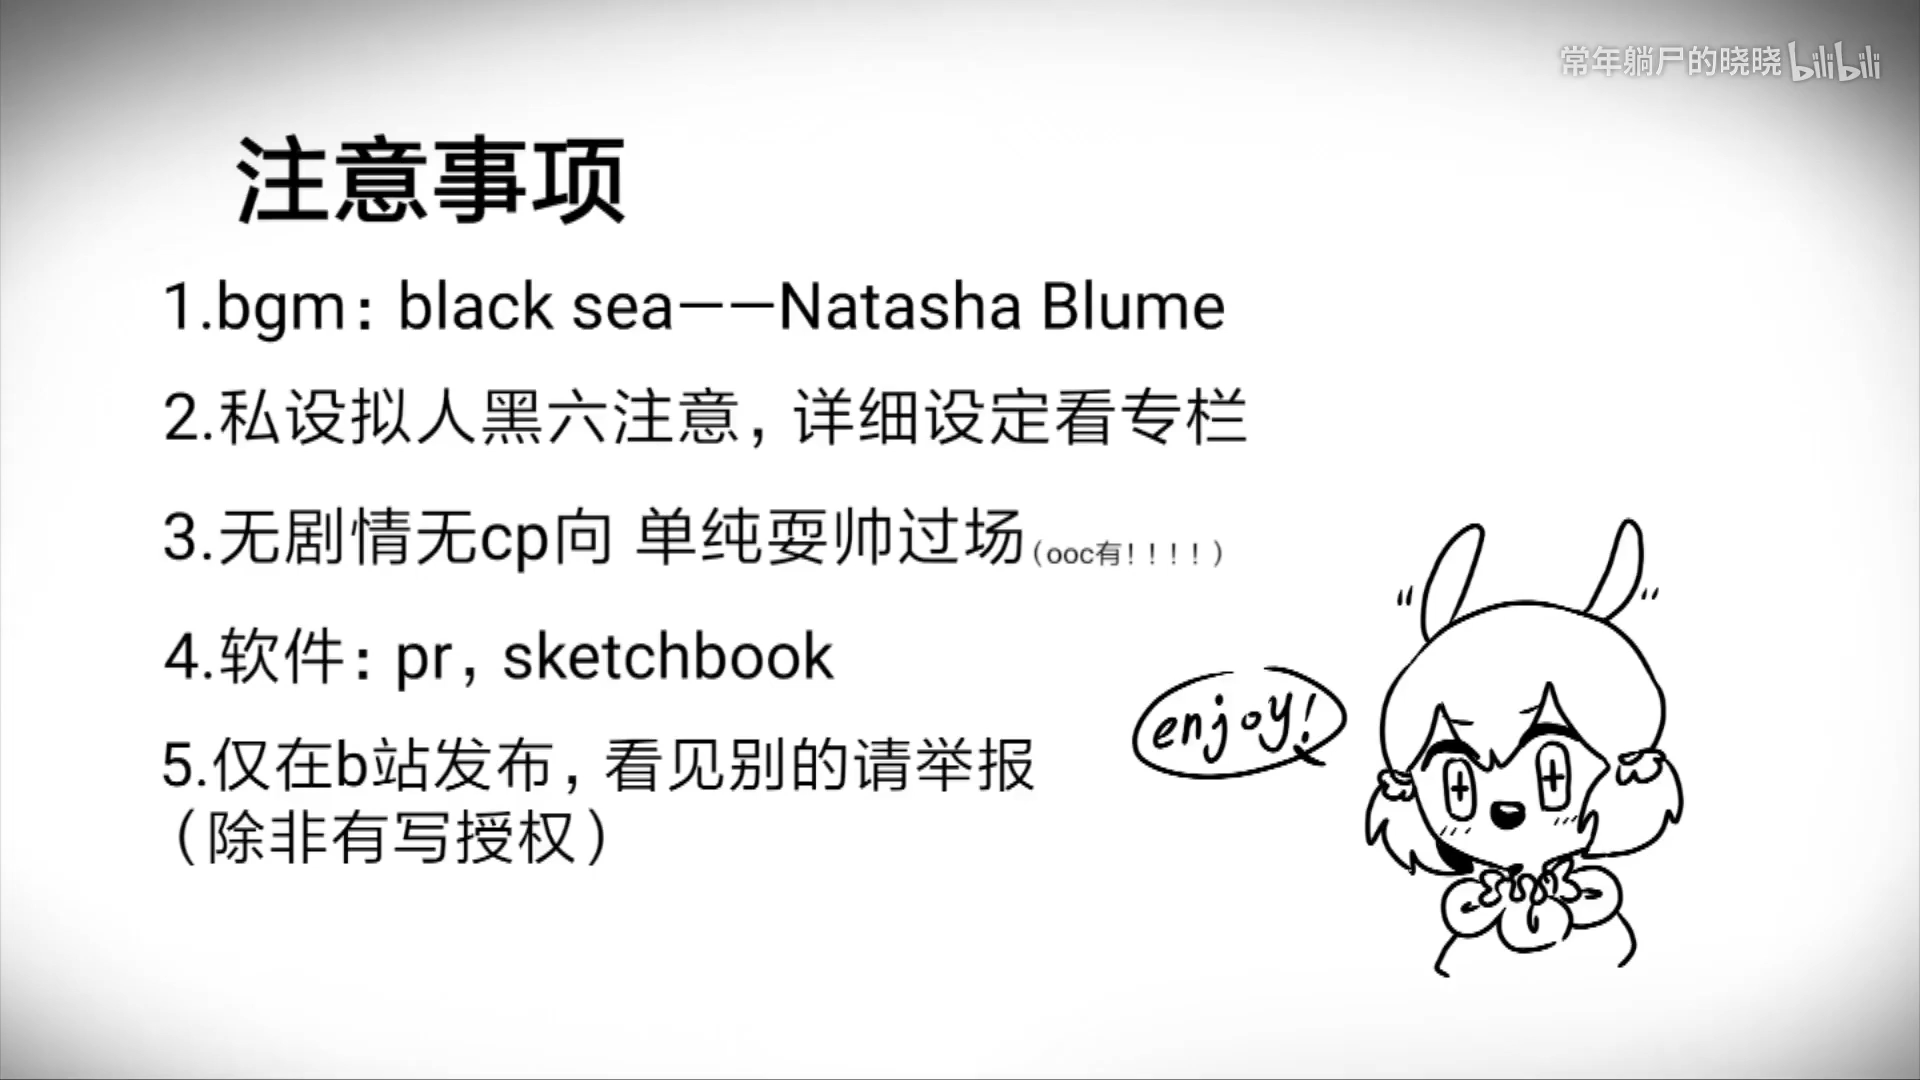 常年躺尸的晓晓 bilibili
注意事项
1.bgm：black sea——Natasha Blume
2.私设拟人黑六注意，详细设定看专栏
3.无剧情无cp向 单纯耍帅过场（ooc有！！！！）
4.软件：pr，sketchbook
enjoy!
5.仅在b站发布，看见别的请举报
（除非有写授权）